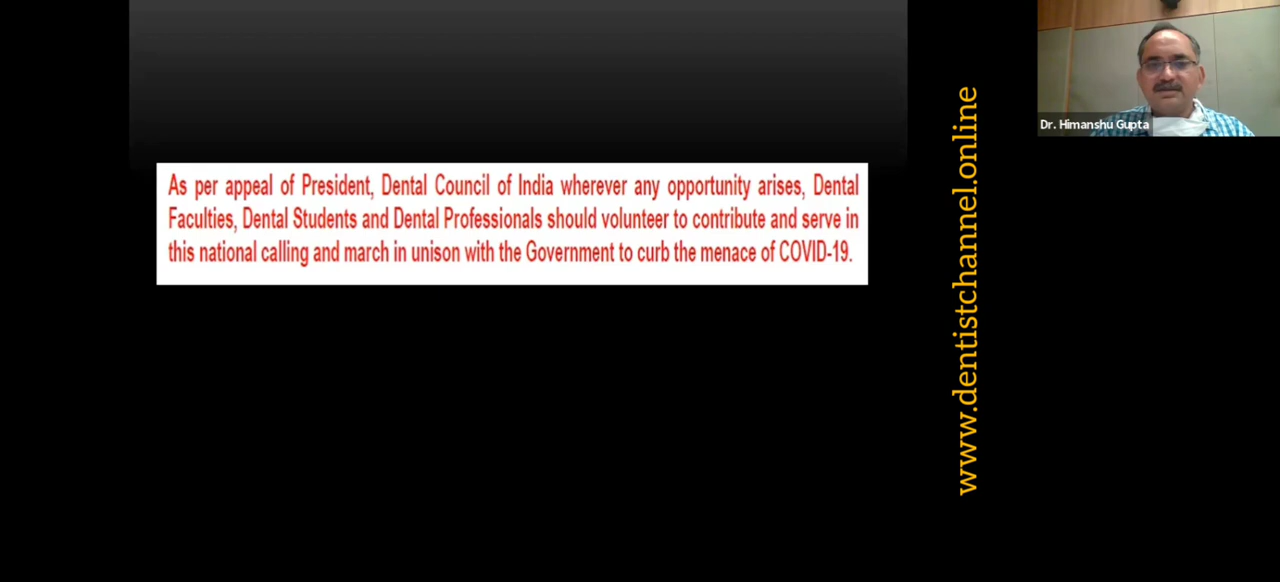 As per appeal of President, Dental Council of India wherever any opportunity arises, Dental
Faculties, Dental Students and Dental Professionals should volunteer to contribute and serve in
this national calling and march in unison with the Government to curb the menace of COVID-19.
www.dentistchannel.online
Dr. Himanshu Gupta